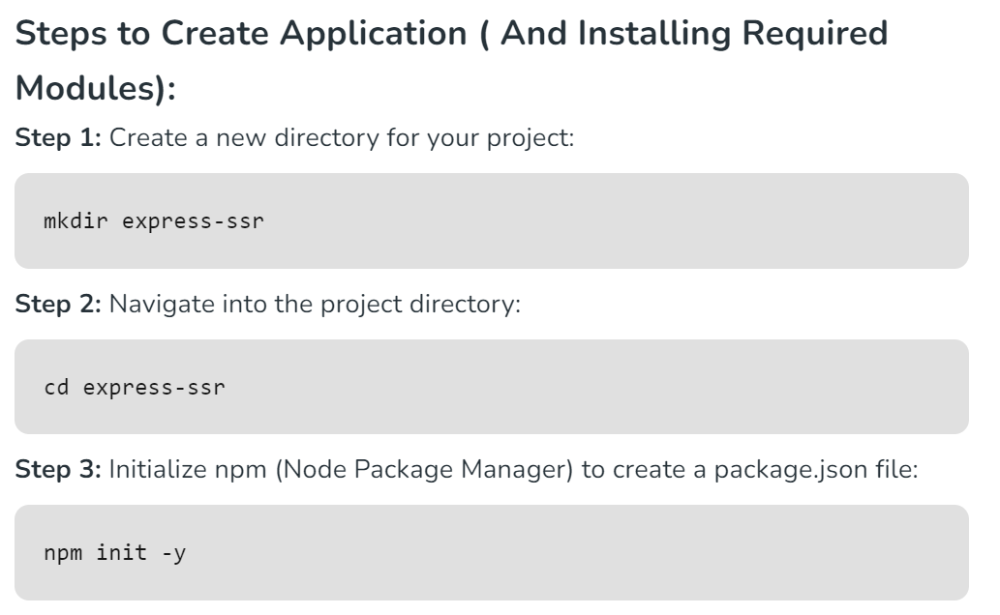 Steps to Create Application ( And Installing Required
Modules):
Step 1: Create a new directory for your project:
mkdir express-ssr
Step 2: Navigate into the project directory:
cd express-ssr
Step 3: Initialize npm (Node Package Manager) to create a package.json file:
npm init -y